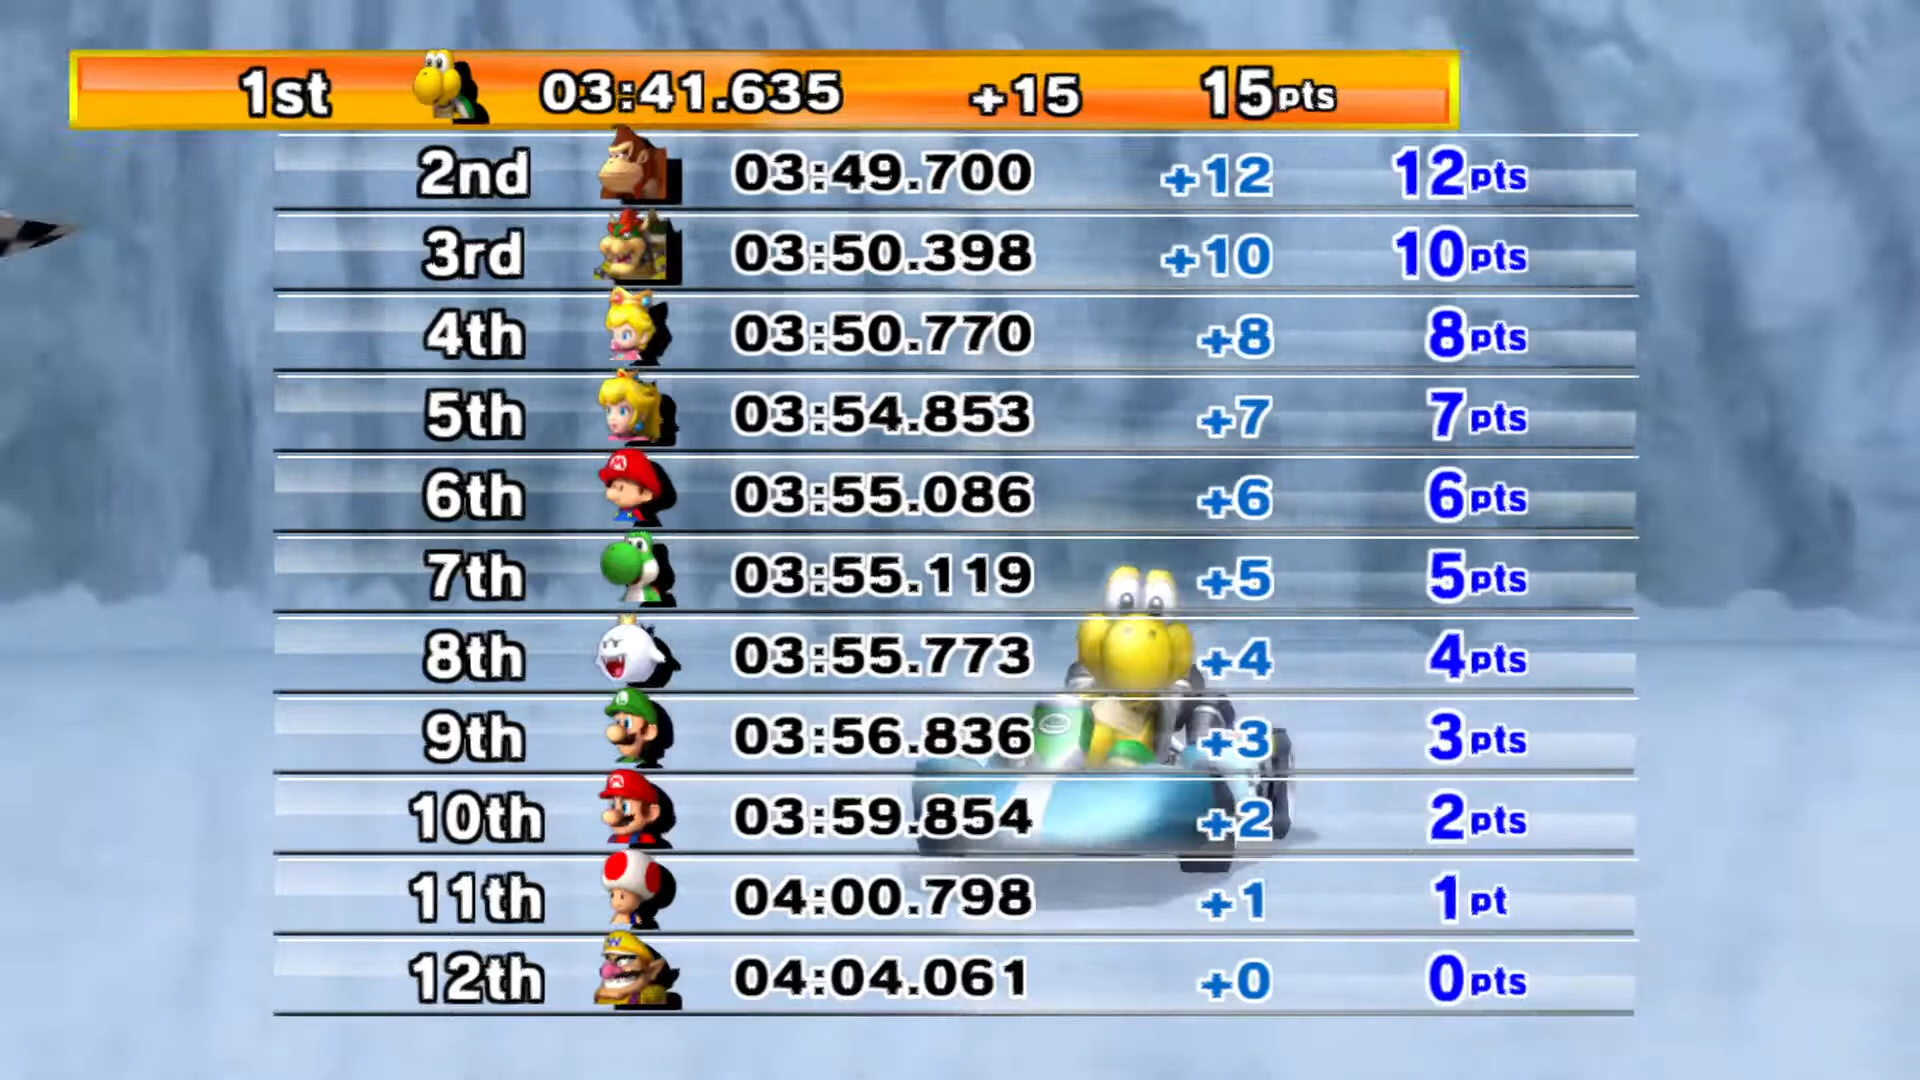 1st 03:41.635 +15 15pts
2nd 03:49.700 +12 12pts
3rd 03:50.398 +10 10pts
4th 03:50.770 +8 8pts
5th 03:54.853 +7 7pts
6th 03:55.086 +6 6pts
7th 03:55.119 +5 5pts
8th 03:55.773 +4 4pts
9th 03:56.836 +3 3pts
10th 03:59.854 +2 2pts
11th 04:00.798 +1 1pt
12th 04:04.061 +0 0pts